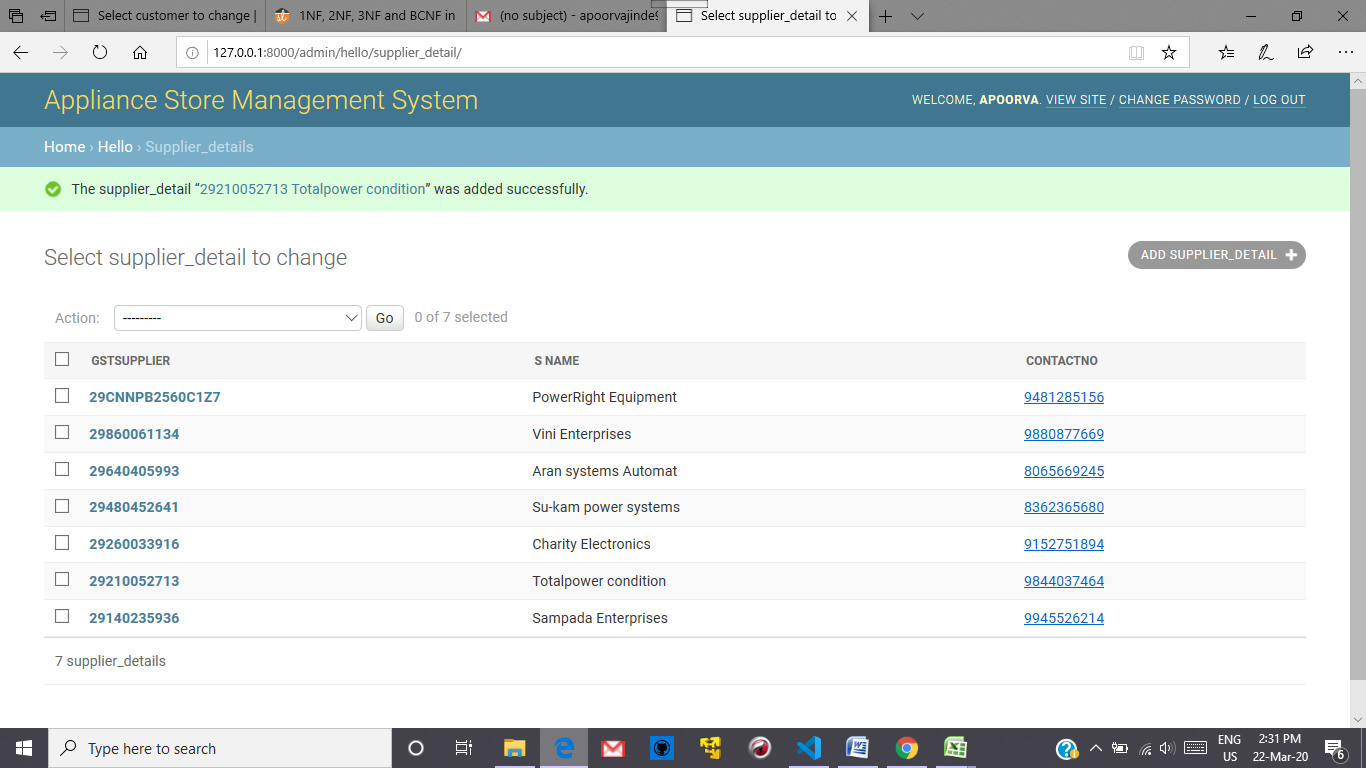 Select customer to change |
1NF, 2NF, 3NF and BCNF in
(no subject) - apoorvajinde9
Select supplier_detail to
127.0.0.1:8000/admin/hello/supplier_detail/
Appliance Store Management System
WELCOME, APOORVA. VIEW SITE / CHANGE PASSWORD / LOG OUT
Home › Hello › Supplier_details
The supplier_detail “29210052713 Totalpower condition” was added successfully.
Select supplier_detail to change
ADD SUPPLIER_DETAIL
Action: --------- Go 0 of 7 selected
GSTSUPPLIER S NAME CONTACTNO
29CNNPB2560C1Z7 PowerRight Equipment 9481285156
29860061134 Vini Enterprises 9880877669
29640405993 Aran systems Automat 8065669245
29480452641 Su-kam power systems 8362365680
29260033916 Charity Electronics 9152751894
29210052713 Totalpower condition 9844037464
29140235936 Sampada Enterprises 9945526214
7 supplier_details
Type here to search
ENG
US
2:31 PM
22-Mar-20
6